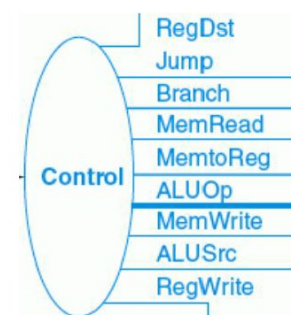 RegDst
Jump
Branch
MemRead
MemtoReg
Control
ALUOp
MemWrite
ALUSrc
RegWrite